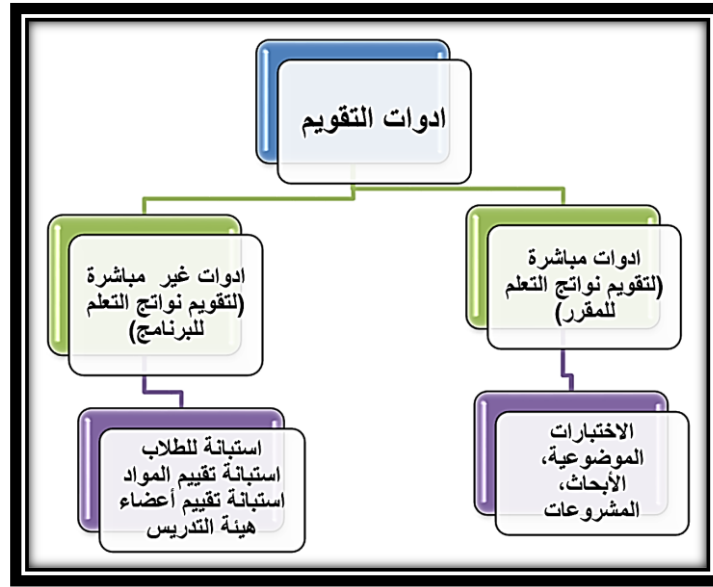 ادوات التقويم
ادوات مباشرة
(لتقويم نواتج التعلم
للمقرر)
الاختبارات
الموضوعية،
الأبحاث،
المشروعات
ادوات غير مباشرة
(لتقويم نواتج التعلم
للبرنامج)
استبانة للطلاب
استبانة تقييم المواد
استبانة تقييم أعضاء
هيئة التدريس